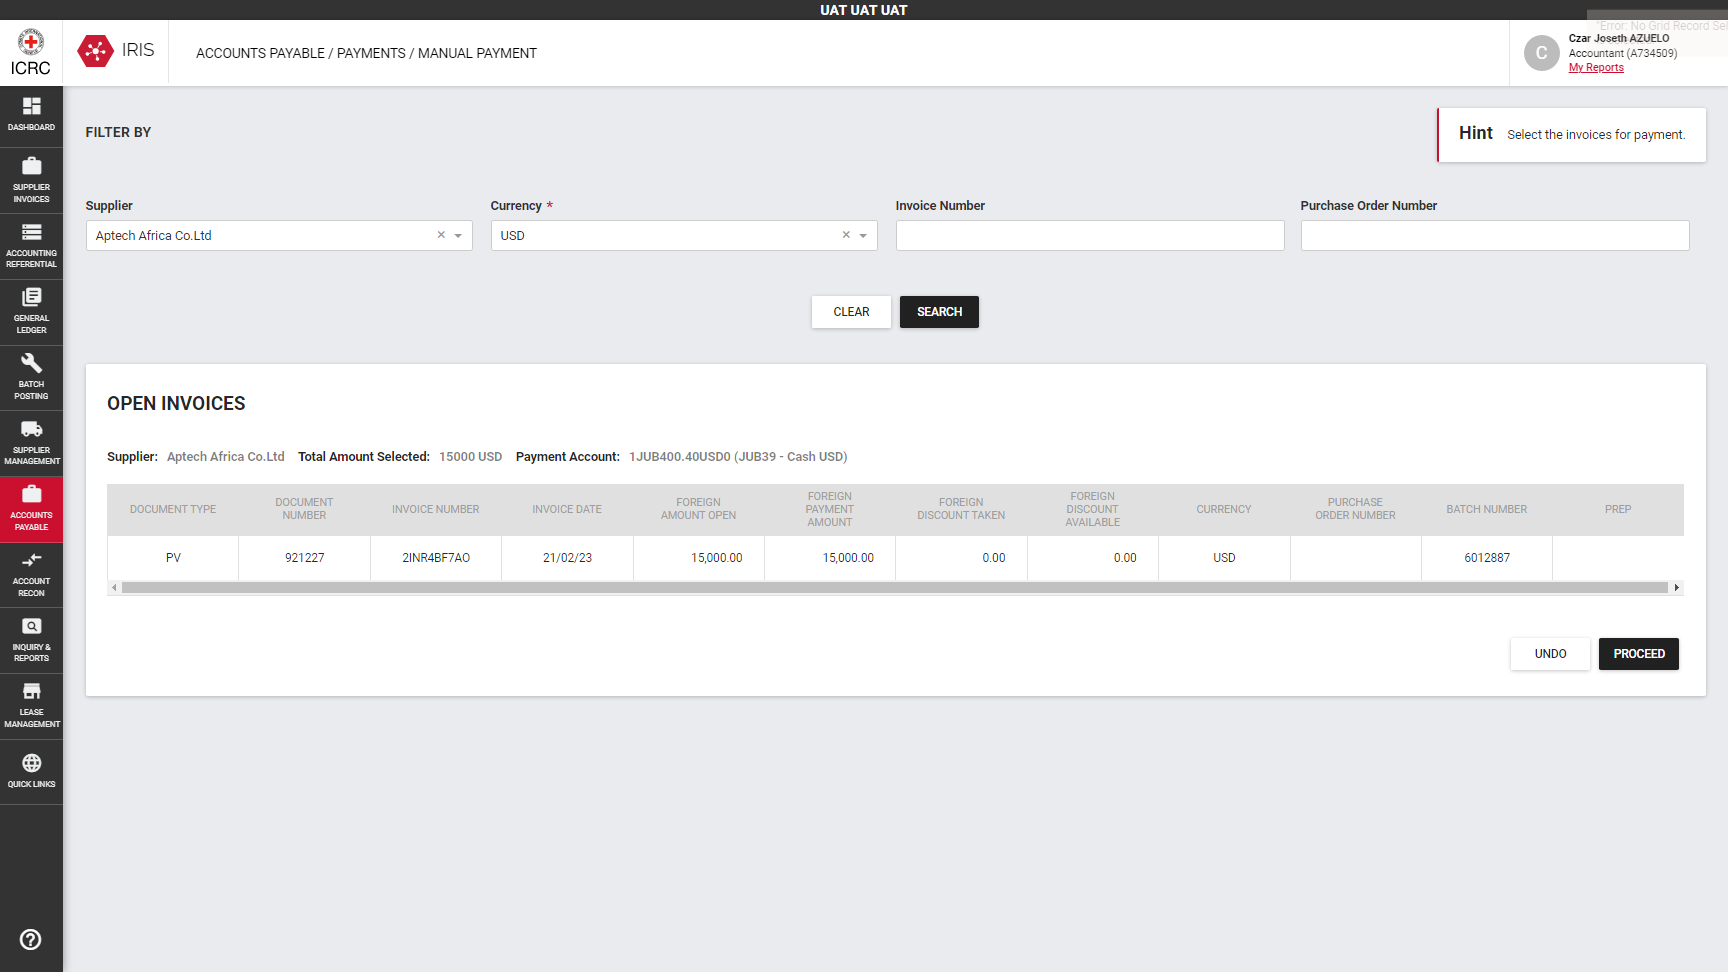 UAT UAT UAT
"Error: No Grid Record Sel
ICRC
IRIS
ACCOUNTS PAYABLE / PAYMENTS / MANUAL PAYMENT
C
Czar Joseth AZUELO
Accountant (A734509)
My Reports
DASHBOARD
SUPPLIER
INVOICES
ACCOUNTING
REFERENTIAL
GENERAL
LEDGER
BATCH
POSTING
SUPPLIER
MANAGEMENT
ACCOUNTS
PAYABLE
ACCOUNT
RECON
INQUIRY &
REPORTS
LEASE
MANAGEMENT
QUICK LINKS
FILTER BY
Hint Select the invoices for payment.
Supplier Currency * Invoice Number Purchase Order Number
Aptech Africa Co.Ltd USD
CLEAR SEARCH
OPEN INVOICES
Supplier: Aptech Africa Co.Ltd Total Amount Selected: 15000 USD Payment Account: 1JUB400.40USD0 (JUB39 - Cash USD)
DOCUMENT TYPE
DOCUMENT
NUMBER
INVOICE NUMBER
INVOICE DATE
FOREIGN
AMOUNT OPEN
FOREIGN
PAYMENT
AMOUNT
FOREIGN
DISCOUNT TAKEN
FOREIGN
DISCOUNT
AVAILABLE
CURRENCY
PURCHASE
ORDER NUMBER
BATCH NUMBER
PREP
PV 921227 2INR4BF7AO 21/02/23 15,000.00 15,000.00 0.00 0.00 USD 6012887
UNDO PROCEED